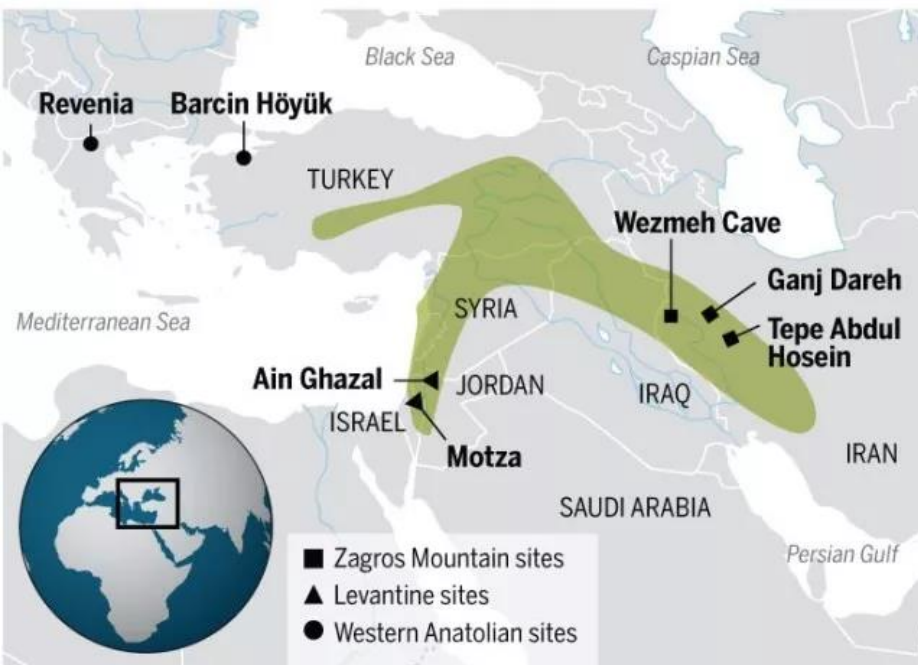 Black Sea
Caspian Sea
Revenia
Barcin Höyük
TURKEY
Wezmeh Cave
Ganj Dareh
SYRIA
Tepe Abdul
Hosein
Mediterranean Sea
Ain Ghazal
JORDAN
IRAQ
ISRAEL
Motza
IRAN
SAUDI ARABIA
Persian Gulf
Zagros Mountain sites
Levantine sites
Western Anatolian sites